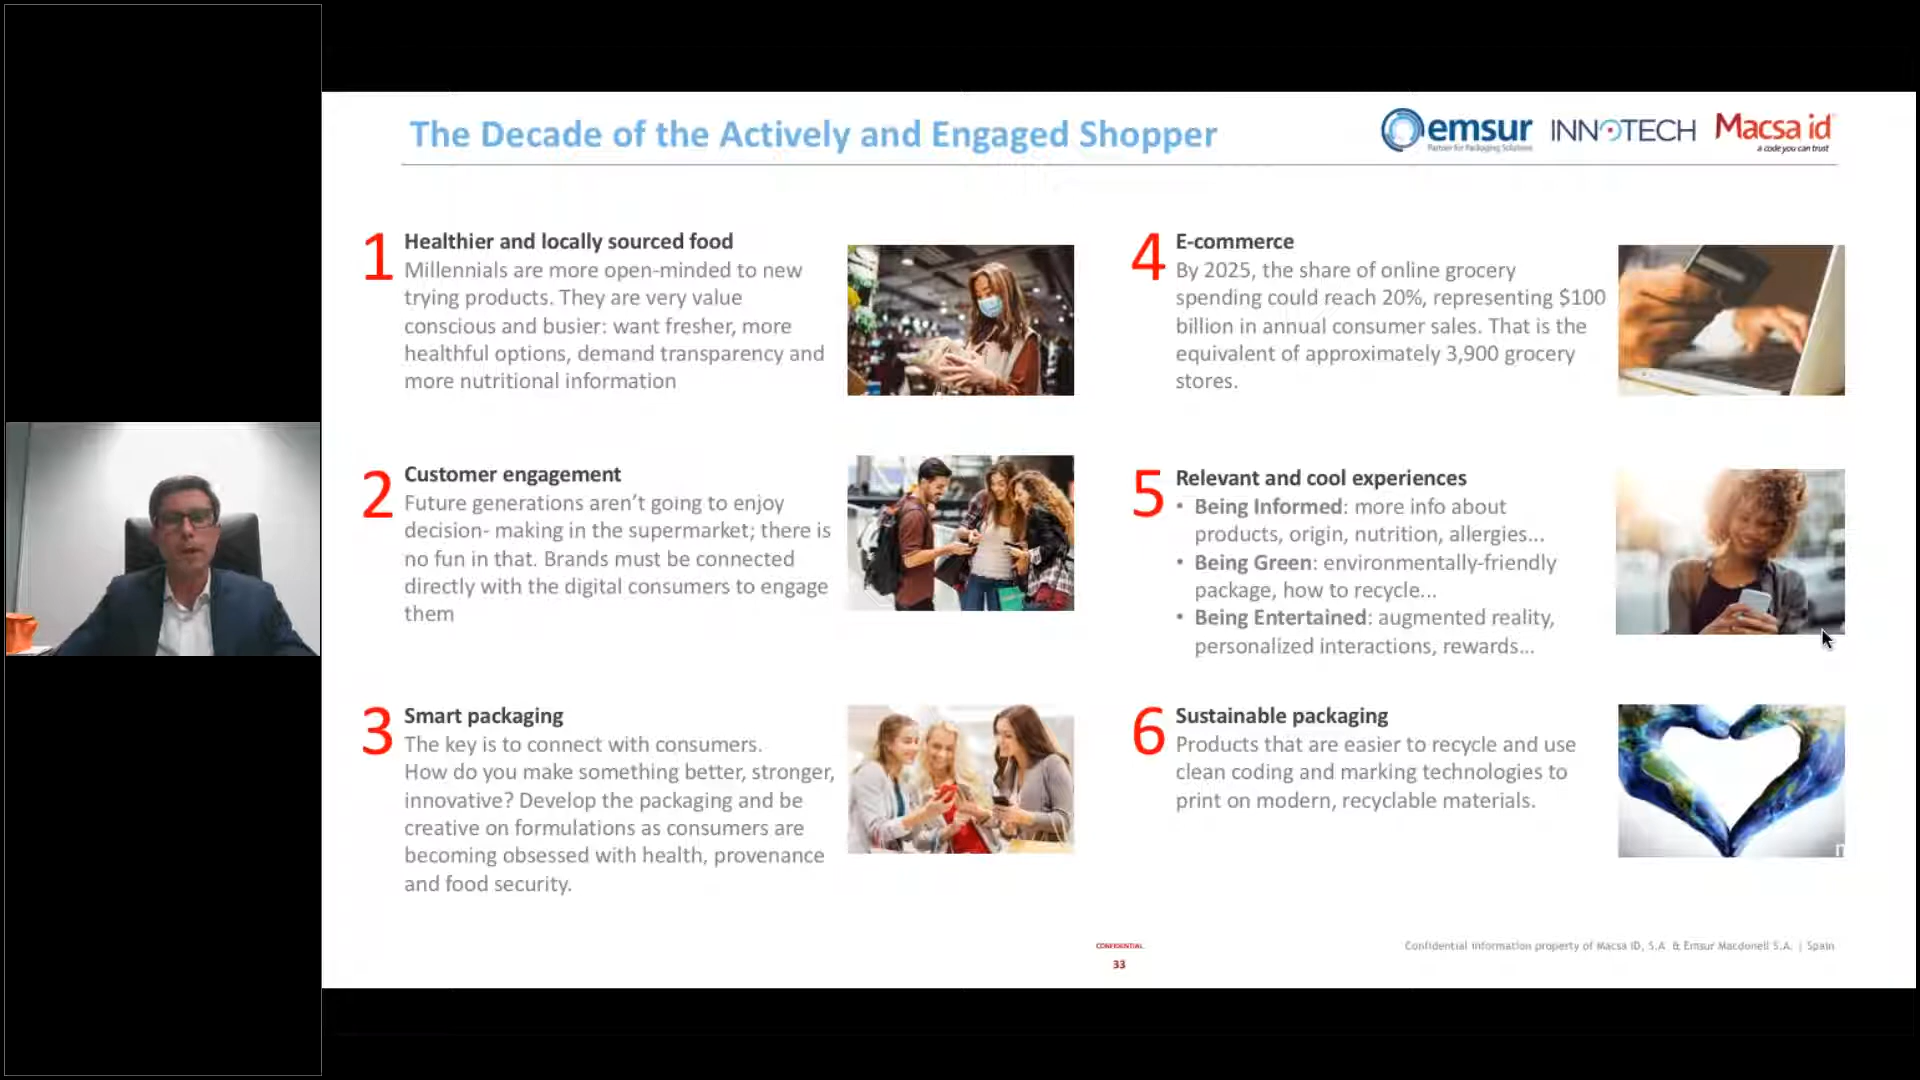 The Decade of the Actively and Engaged Shopper
emsur
Partner for Packaging Solutions
INNOTECH
Macsa id
a code you can trust
1
Healthier and locally sourced food
Millennials are more open-minded to new
trying products. They are very value
conscious and busier: want fresher, more
healthful options, demand transparency and
more nutritional information
2
Customer engagement
Future generations aren’t going to enjoy
decision- making in the supermarket; there is
no fun in that. Brands must be connected
directly with the digital consumers to engage
them
3
Smart packaging
The key is to connect with consumers.
How do you make something better, stronger,
innovative? Develop the packaging and be
creative on formulations as consumers are
becoming obsessed with health, provenance
and food security.
4
E-commerce
By 2025, the share of online grocery
spending could reach 20%, representing $100
billion in annual consumer sales. That is the
equivalent of approximately 3,900 grocery
stores.
5
Relevant and cool experiences
• Being Informed: more info about
products, origin, nutrition, allergies...
• Being Green: environmentally-friendly
package, how to recycle...
• Being Entertained: augmented reality,
personalized interactions, rewards...
6
Sustainable packaging
Products that are easier to recycle and use
clean coding and marking technologies to
print on modern, recyclable materials.
CONFIDENTIAL
33
Confidential information property of Macsa ID, S.A & Emsur Macdonell S.A. | Spain